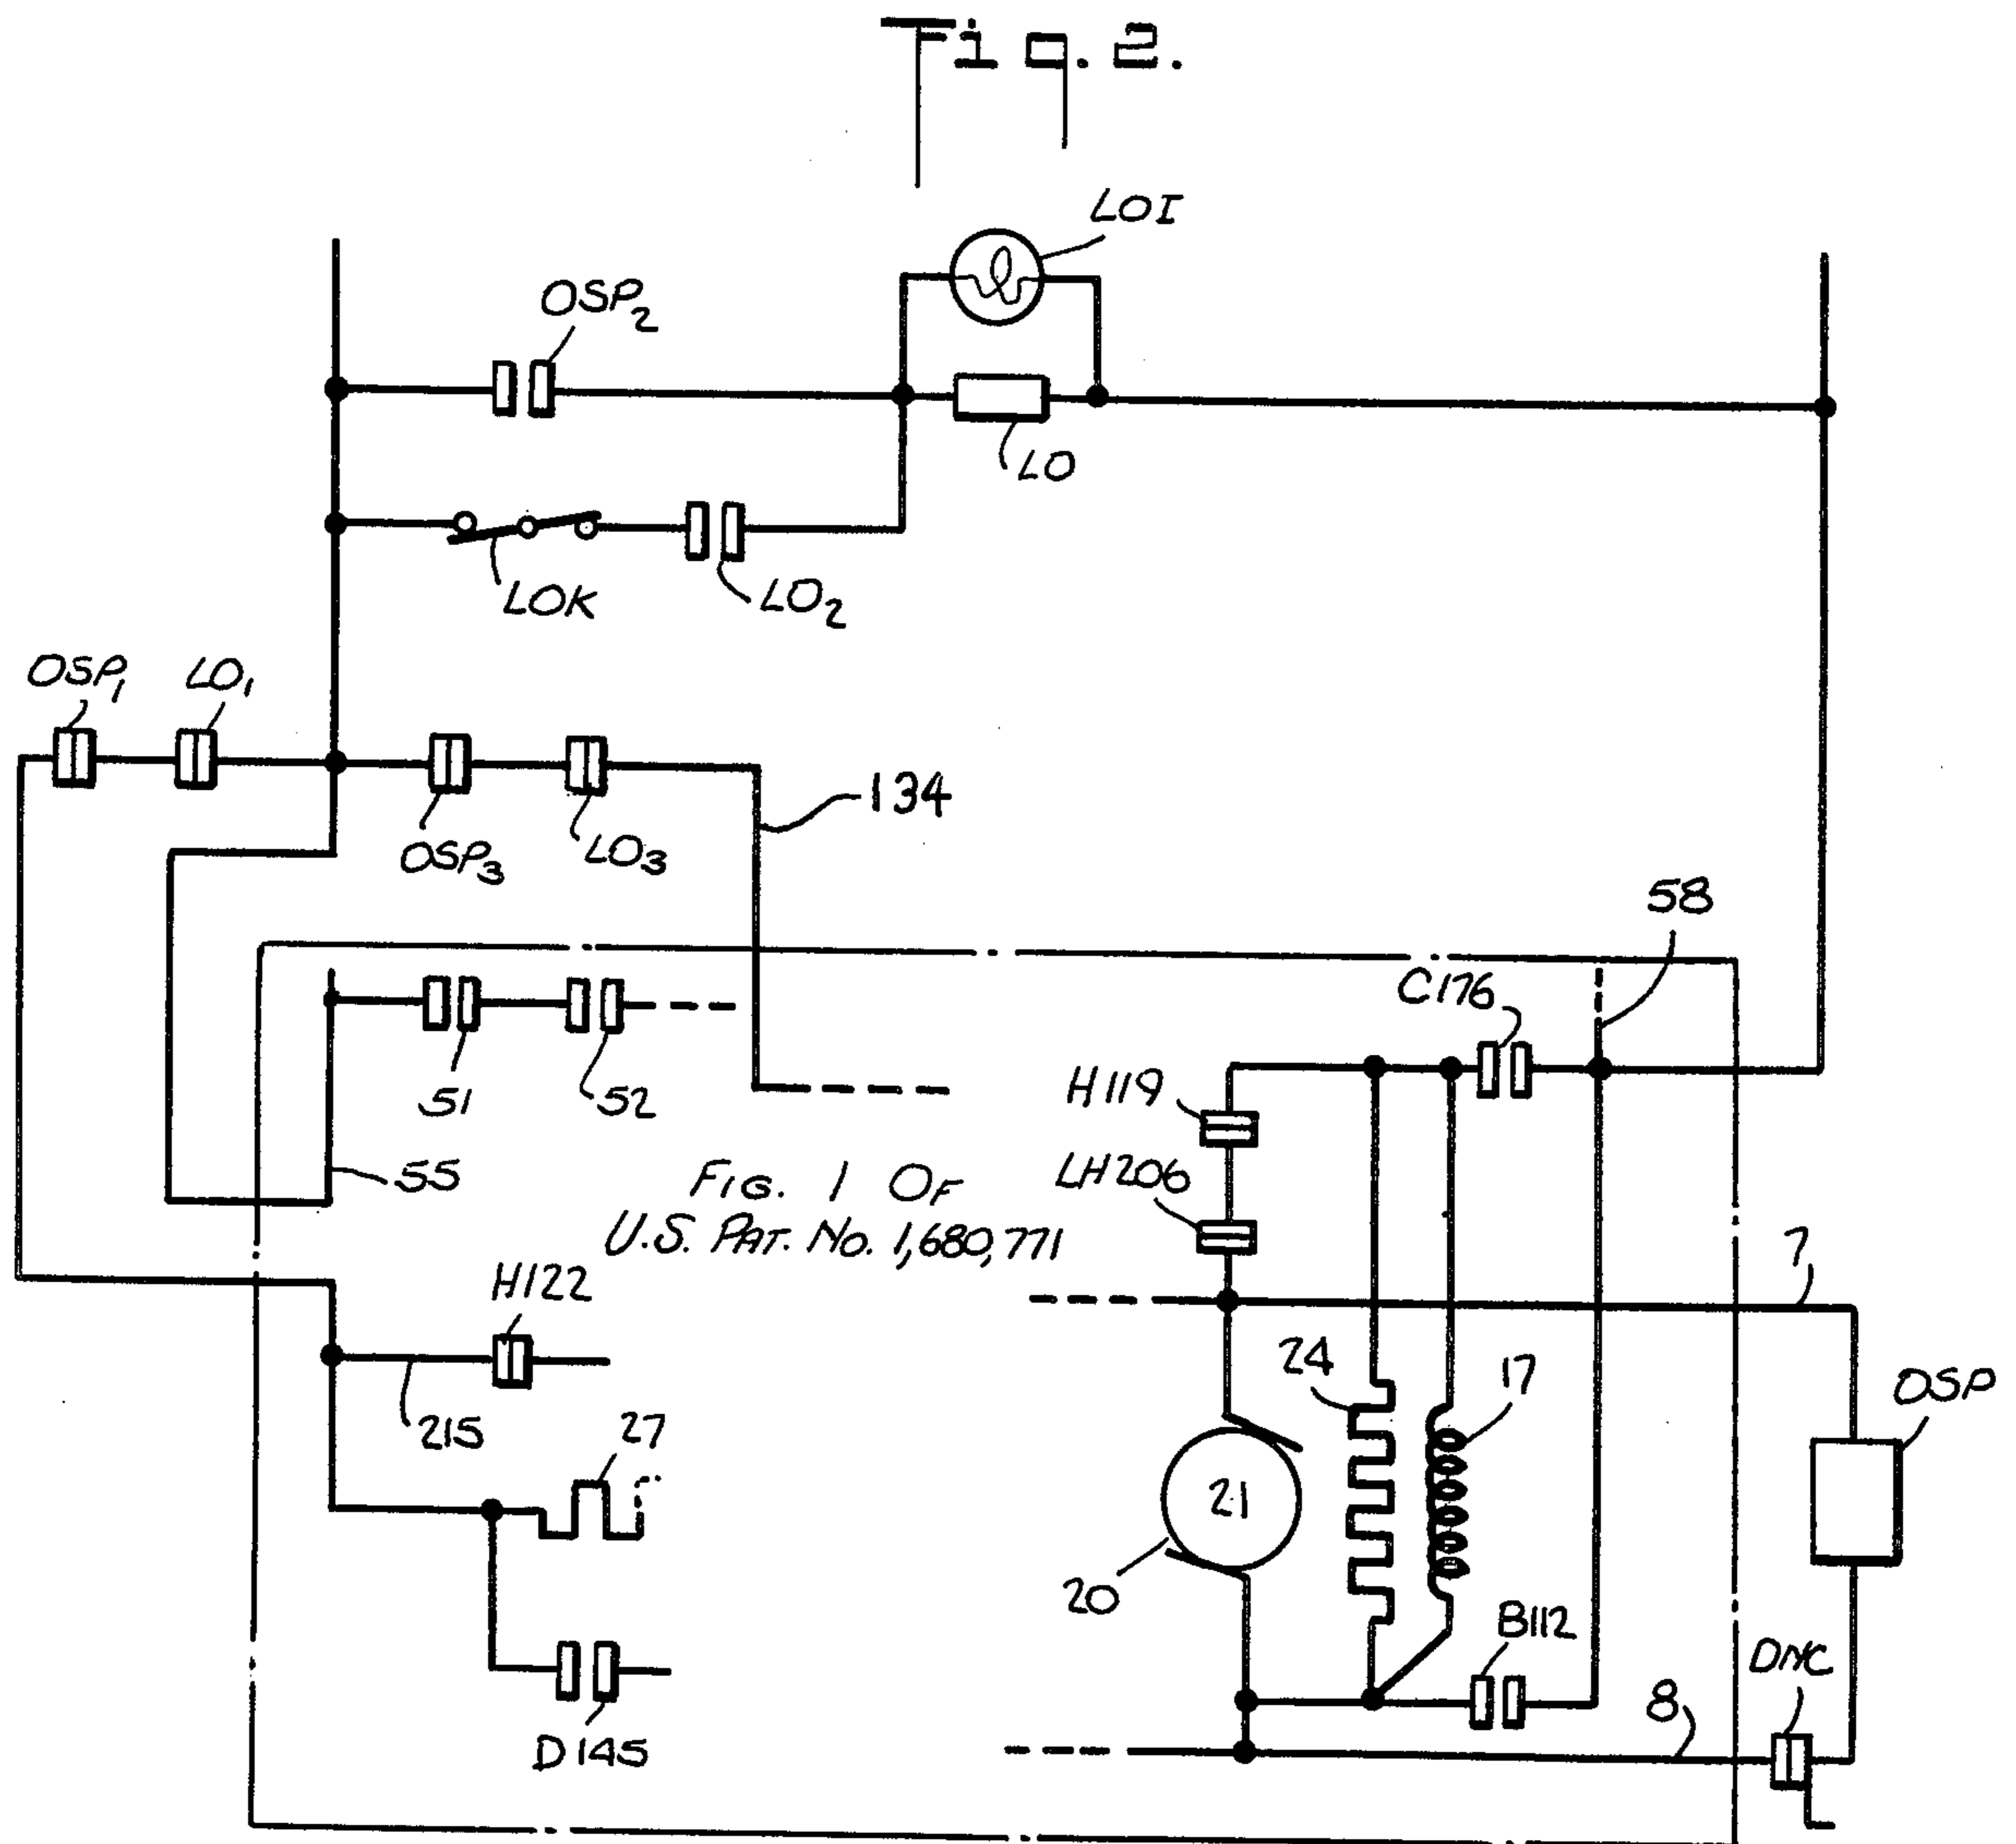 Fig. 2.
LOI
OSP2
LO
LOK
LO2
OSP1
LO1
134
OSP3
LO3
58
C176
51
52
H119
55
FIG. 1 OF
U.S. PAT. No. 1,680,771
LH206
7
H122
24
17
OSP
215
27
21
20
B112
DNC
8
D145